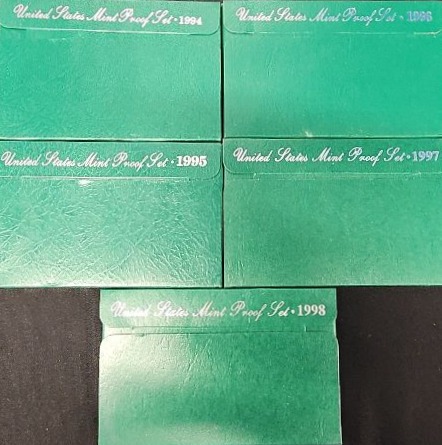 United States Mint Proof Set • 1994
United States Mint Proof Set • 1996
United States Mint Proof Set • 1995
United States Mint Proof Set • 1997
United States Mint Proof Set • 1998